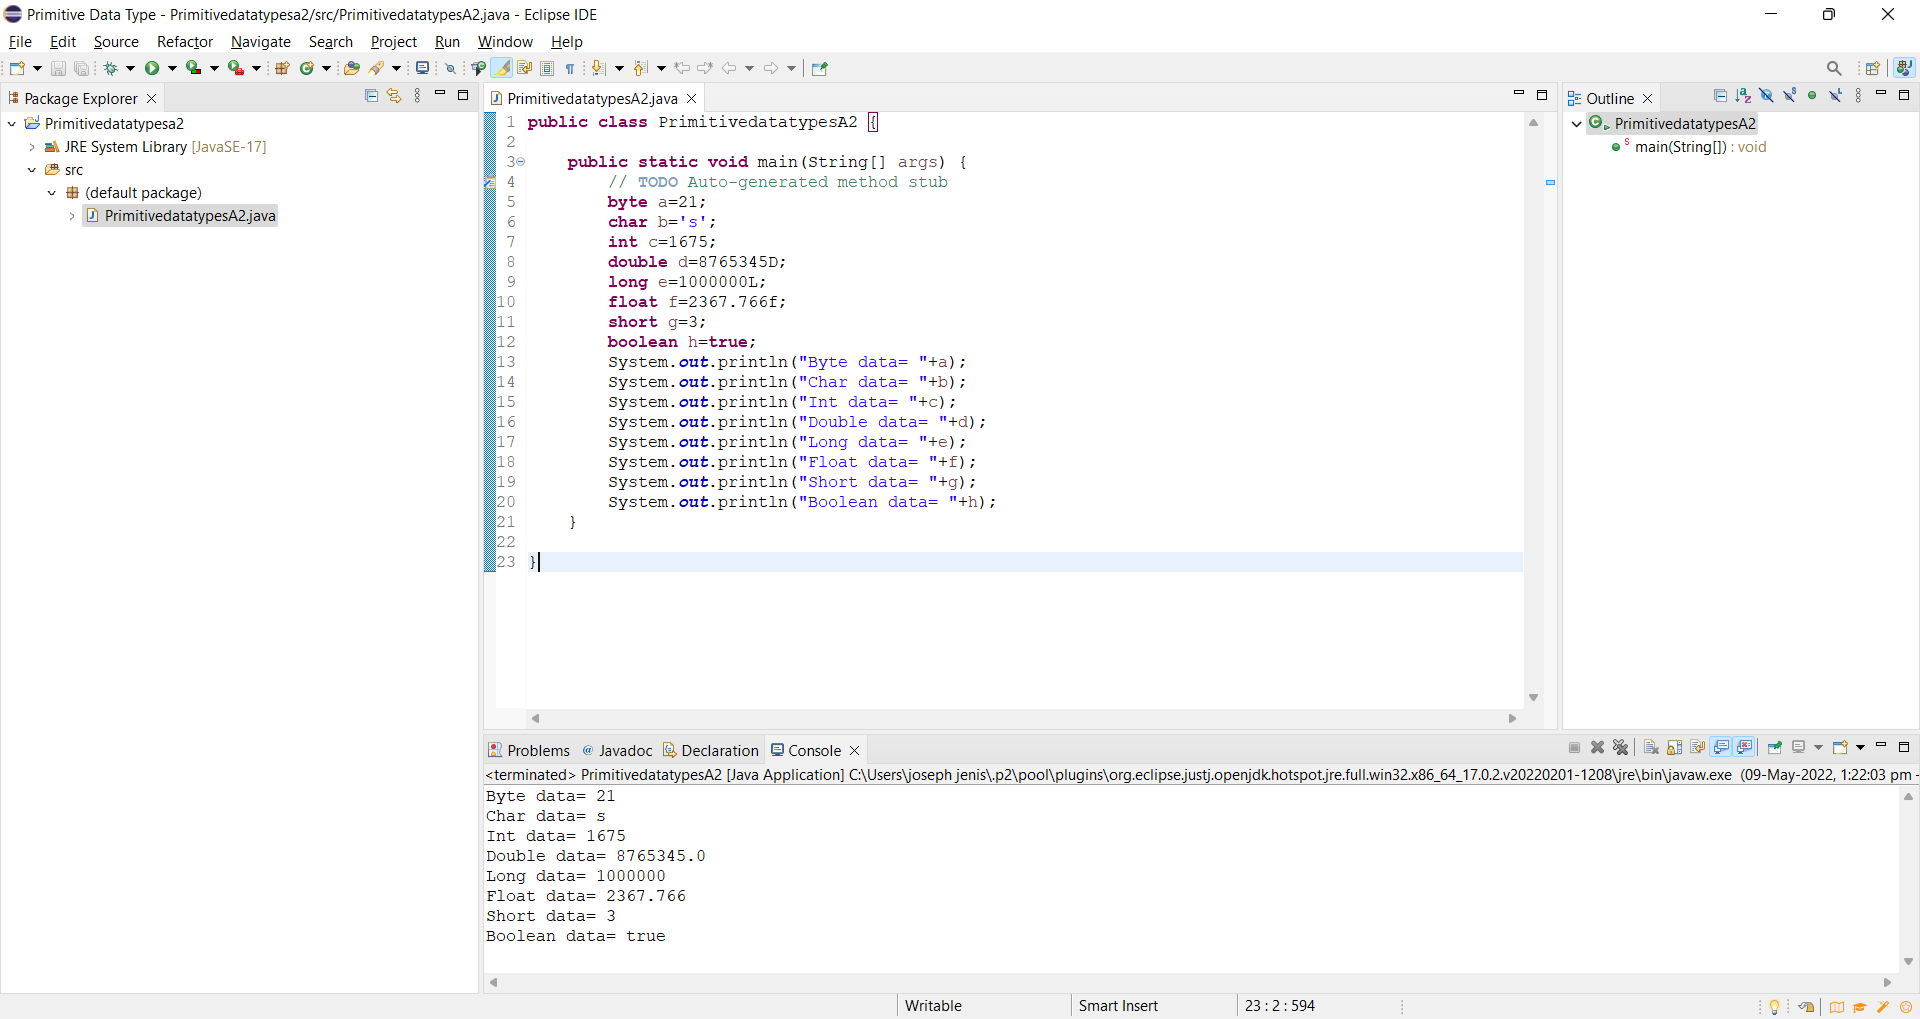 Primitive Data Type - Primitivedatatypesa2/src/PrimitivedatatypesA2.java - Eclipse IDE
File Edit Source Refactor Navigate Search Project Run Window Help
Package Explorer
Primitivedatatypesa2
JRE System Library [JavaSE-17]
src
(default package)
PrimitivedatatypesA2.java
PrimitivedatatypesA2.java
1 public class PrimitivedatatypesA2 {
2
3 public static void main(String[] args) {
4 // TODO Auto-generated method stub
5 byte a=21;
6 char b='s';
7 int c=1675;
8 double d=8765345D;
9 long e=1000000L;
10 float f=2367.766f;
11 short g=3;
12 boolean h=true;
13 System.out.println("Byte data= "+a);
14 System.out.println("Char data= "+b);
15 System.out.println("Int data= "+c);
16 System.out.println("Double data= "+d);
17 System.out.println("Long data= "+e);
18 System.out.println("Float data= "+f);
19 System.out.println("Short data= "+g);
20 System.out.println("Boolean data= "+h);
21 }
22
23 }
Outline
PrimitivedatatypesA2
main(String[]) : void
Problems @ Javadoc Declaration Console
<terminated> PrimitivedatatypesA2 [Java Application] C:\Users\joseph jenis\.p2\pool\plugins\org.eclipse.justj.openjdk.hotspot.jre.full.win32.x86_64_17.0.2.v20220201-1208\jre\bin\javaw.exe (09-May-2022, 1:22:03 pm -
Byte data= 21
Char data= s
Int data= 1675
Double data= 8765345.0
Long data= 1000000
Float data= 2367.766
Short data= 3
Boolean data= true
Writable Smart Insert 23 : 2 : 594